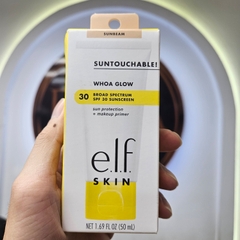 SUNBEAM
SUNTOUCHABLE!
WHOA GLOW
30
BROAD SPECTRUM
SPF 30 SUNSCREEN
sun protection
+ makeup primer
e.l.f.
SKIN
NET 1.69 FL OZ (50 mL)